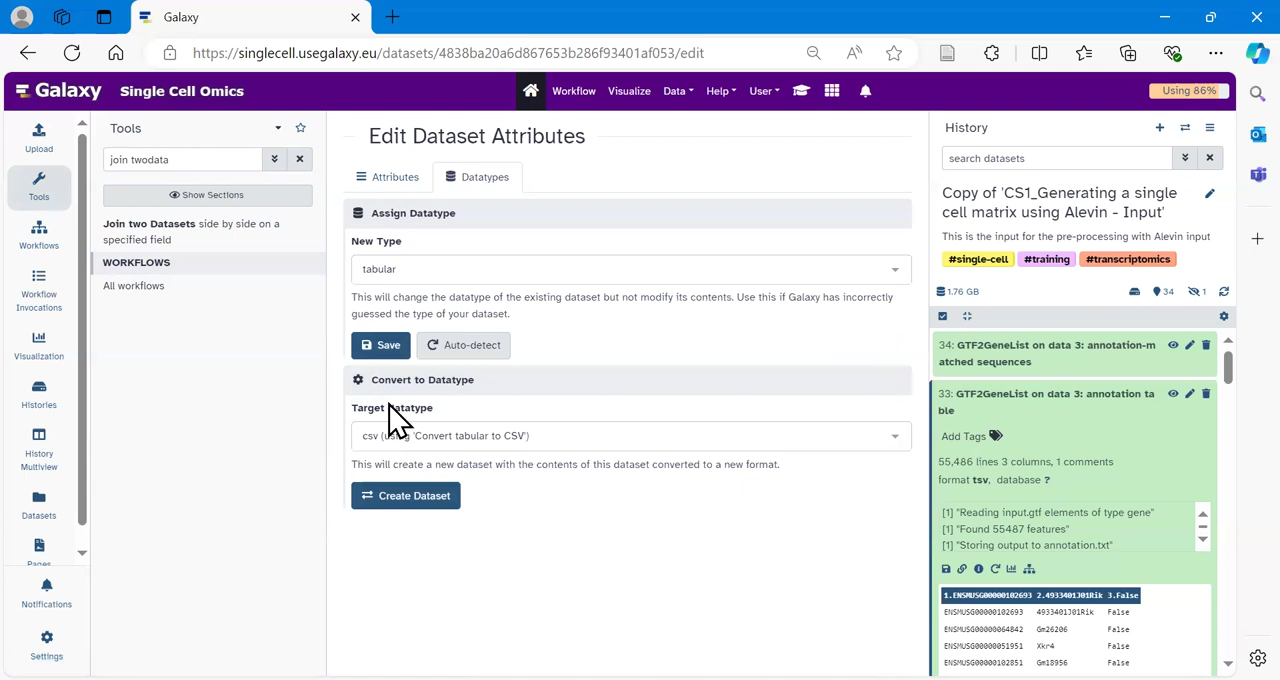 Galaxy
https://singlecell.usegalaxy.eu/datasets/4838ba20a6d867653b286f93401af053/edit
Galaxy Single Cell Omics
Workflow Visualize Data Help User
Using 86%
Upload
Tools
Workflows
Workflow
Invocations
Visualization
Histories
History
Multiview
Datasets
Pages
Notifications
Settings
Tools
join twodata
Show Sections
Join two Datasets side by side on a
specified field
WORKFLOWS
All workflows
Edit Dataset Attributes
Attributes
Datatypes
Assign Datatype
New Type
tabular
This will change the datatype of the existing dataset but not modify its contents. Use this if Galaxy has incorrectly
guessed the type of your dataset.
Save
Auto-detect
Convert to Datatype
Target Datatype
csv (using 'Convert tabular to CSV')
This will create a new dataset with the contents of this dataset converted to a new format.
Create Dataset
History
search datasets
Copy of 'CS1_Generating a single
cell matrix using Alevin - Input'
This is the input for the pre-processing with Alevin input
#single-cell #training #transcriptomics
1.76 GB
34
1
34: GTF2GeneList on data 3: annotation-m
atched sequences
33: GTF2GeneList on data 3: annotation ta
ble
Add Tags
55,486 lines 3 columns, 1 comments
format tsv, database ?
[1] "Reading input.gtf elements of type gene"
[1] "Found 55487 features"
[1] "Storing output to annotation.txt"
1.ENSMUSG00000102693 2.4933401J01Rik 3.False
ENSMUSG00000102693 4933401J01Rik False
ENSMUSG00000064842 Gm26206 False
ENSMUSG00000051951 Xkr4 False
ENSMUSG00000102851 Gm18956 False